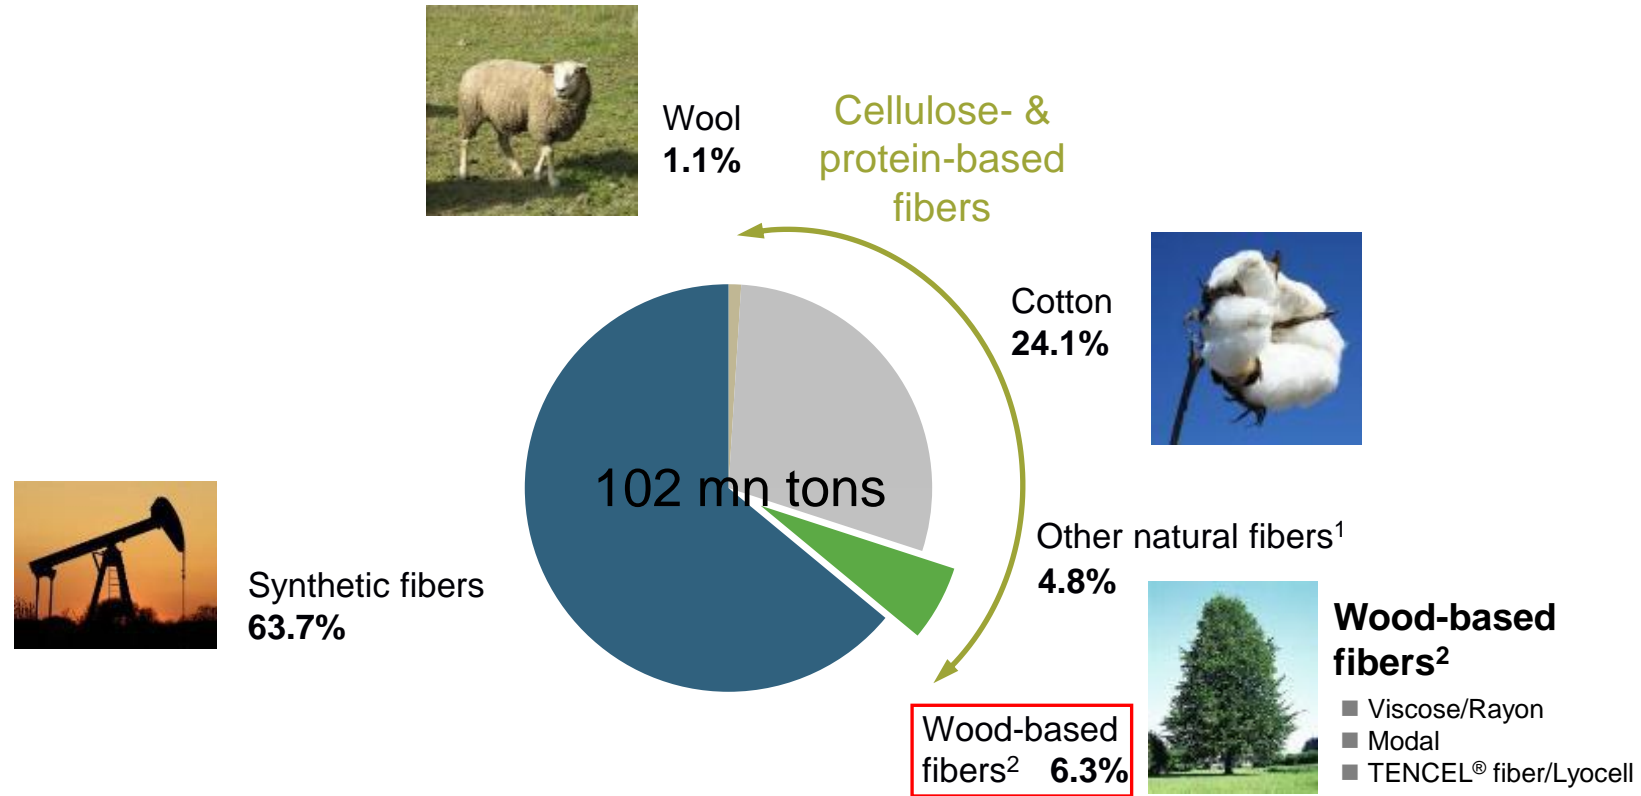 Wool
1.1%
Cellulose- &
protein-based
fibers
Cotton
24.1%
102 mn tons
Other natural fibers¹
4.8%
Synthetic fibers
63.7%
Wood-based
fibers² 6.3%
Wood-based
fibers²
■ Viscose/Rayon
■ Modal
■ TENCEL® fiber/Lyocell